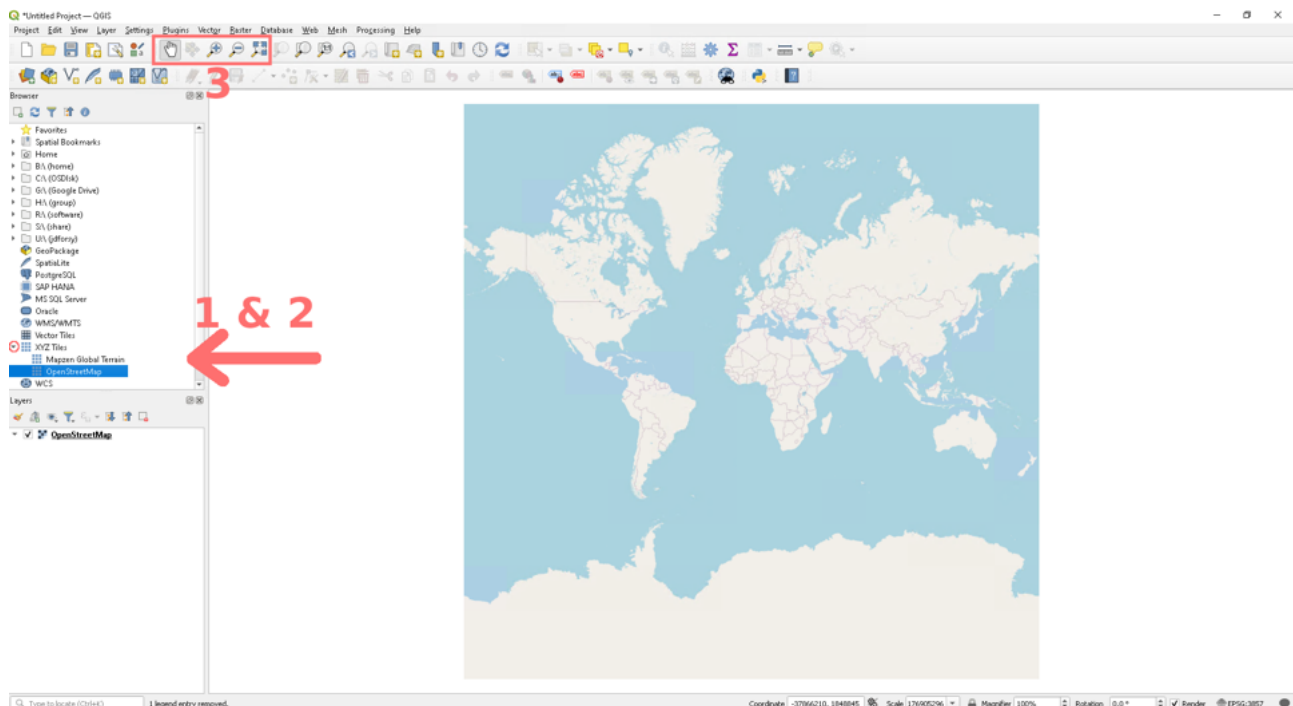 *Untitled Project — QGIS
Project Edit View Layer Settings Plugins Vector Raster Database Web Mesh Processing Help
3
Browser
Favorites
Spatial Bookmarks
Home
B:\ (home)
C:\ (OSDisk)
G:\ (Google Drive)
H:\ (group)
R:\ (software)
S:\ (share)
U:\ (jdforsy)
GeoPackage
SpatiaLite
PostgreSQL
SAP HANA
MS SQL Server
Oracle
WMS/WMTS
Vector Tiles
XYZ Tiles
Mapzen Global Terrain
OpenStreetMap
WCS
1 & 2
Layers
OpenStreetMap
Type to locate (Ctrl+K) 1 legend entry removed. Coordinate -37866210, 1848845 Scale 176905296 Magnifier 100% Rotation 0.0 ° Render EPSG:3857